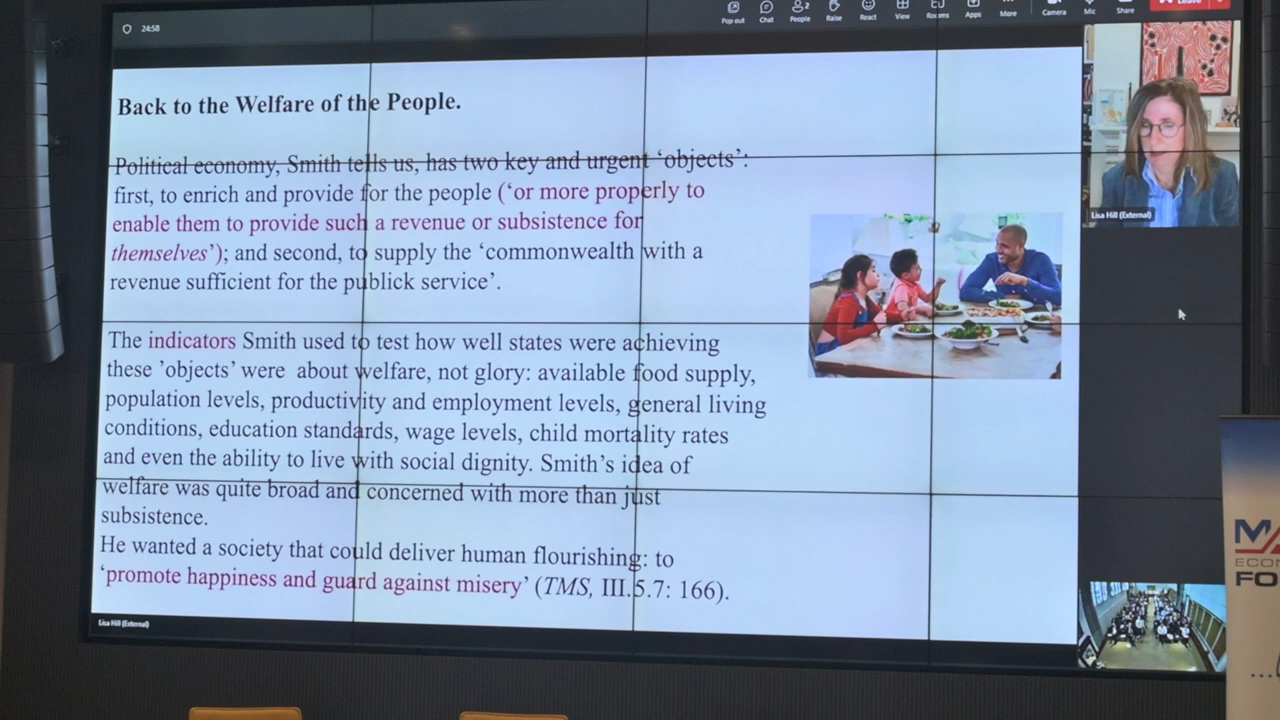 24:58
Pop out Chat People 2 Raise React View Rooms Apps More Camera Mic Share Leave
Back to the Welfare of the People.
Political economy, Smith tells us, has two key and urgent ‘objects’:
first, to enrich and provide for the people (‘or more properly to
enable them to provide such a revenue or subsistence for
themselves’); and second, to supply the ‘commonwealth with a
revenue sufficient for the publick service’.
The indicators Smith used to test how well states were achieving
these ’objects’ were about welfare, not glory: available food supply,
population levels, productivity and employment levels, general living
conditions, education standards, wage levels, child mortality rates
and even the ability to live with social dignity. Smith’s idea of
welfare was quite broad and concerned with more than just
subsistence.
He wanted a society that could deliver human flourishing: to
‘promote happiness and guard against misery’ (TMS, III.5.7: 166).
Lisa Hill (External)
Lisa Hill (External)
ECON
FO